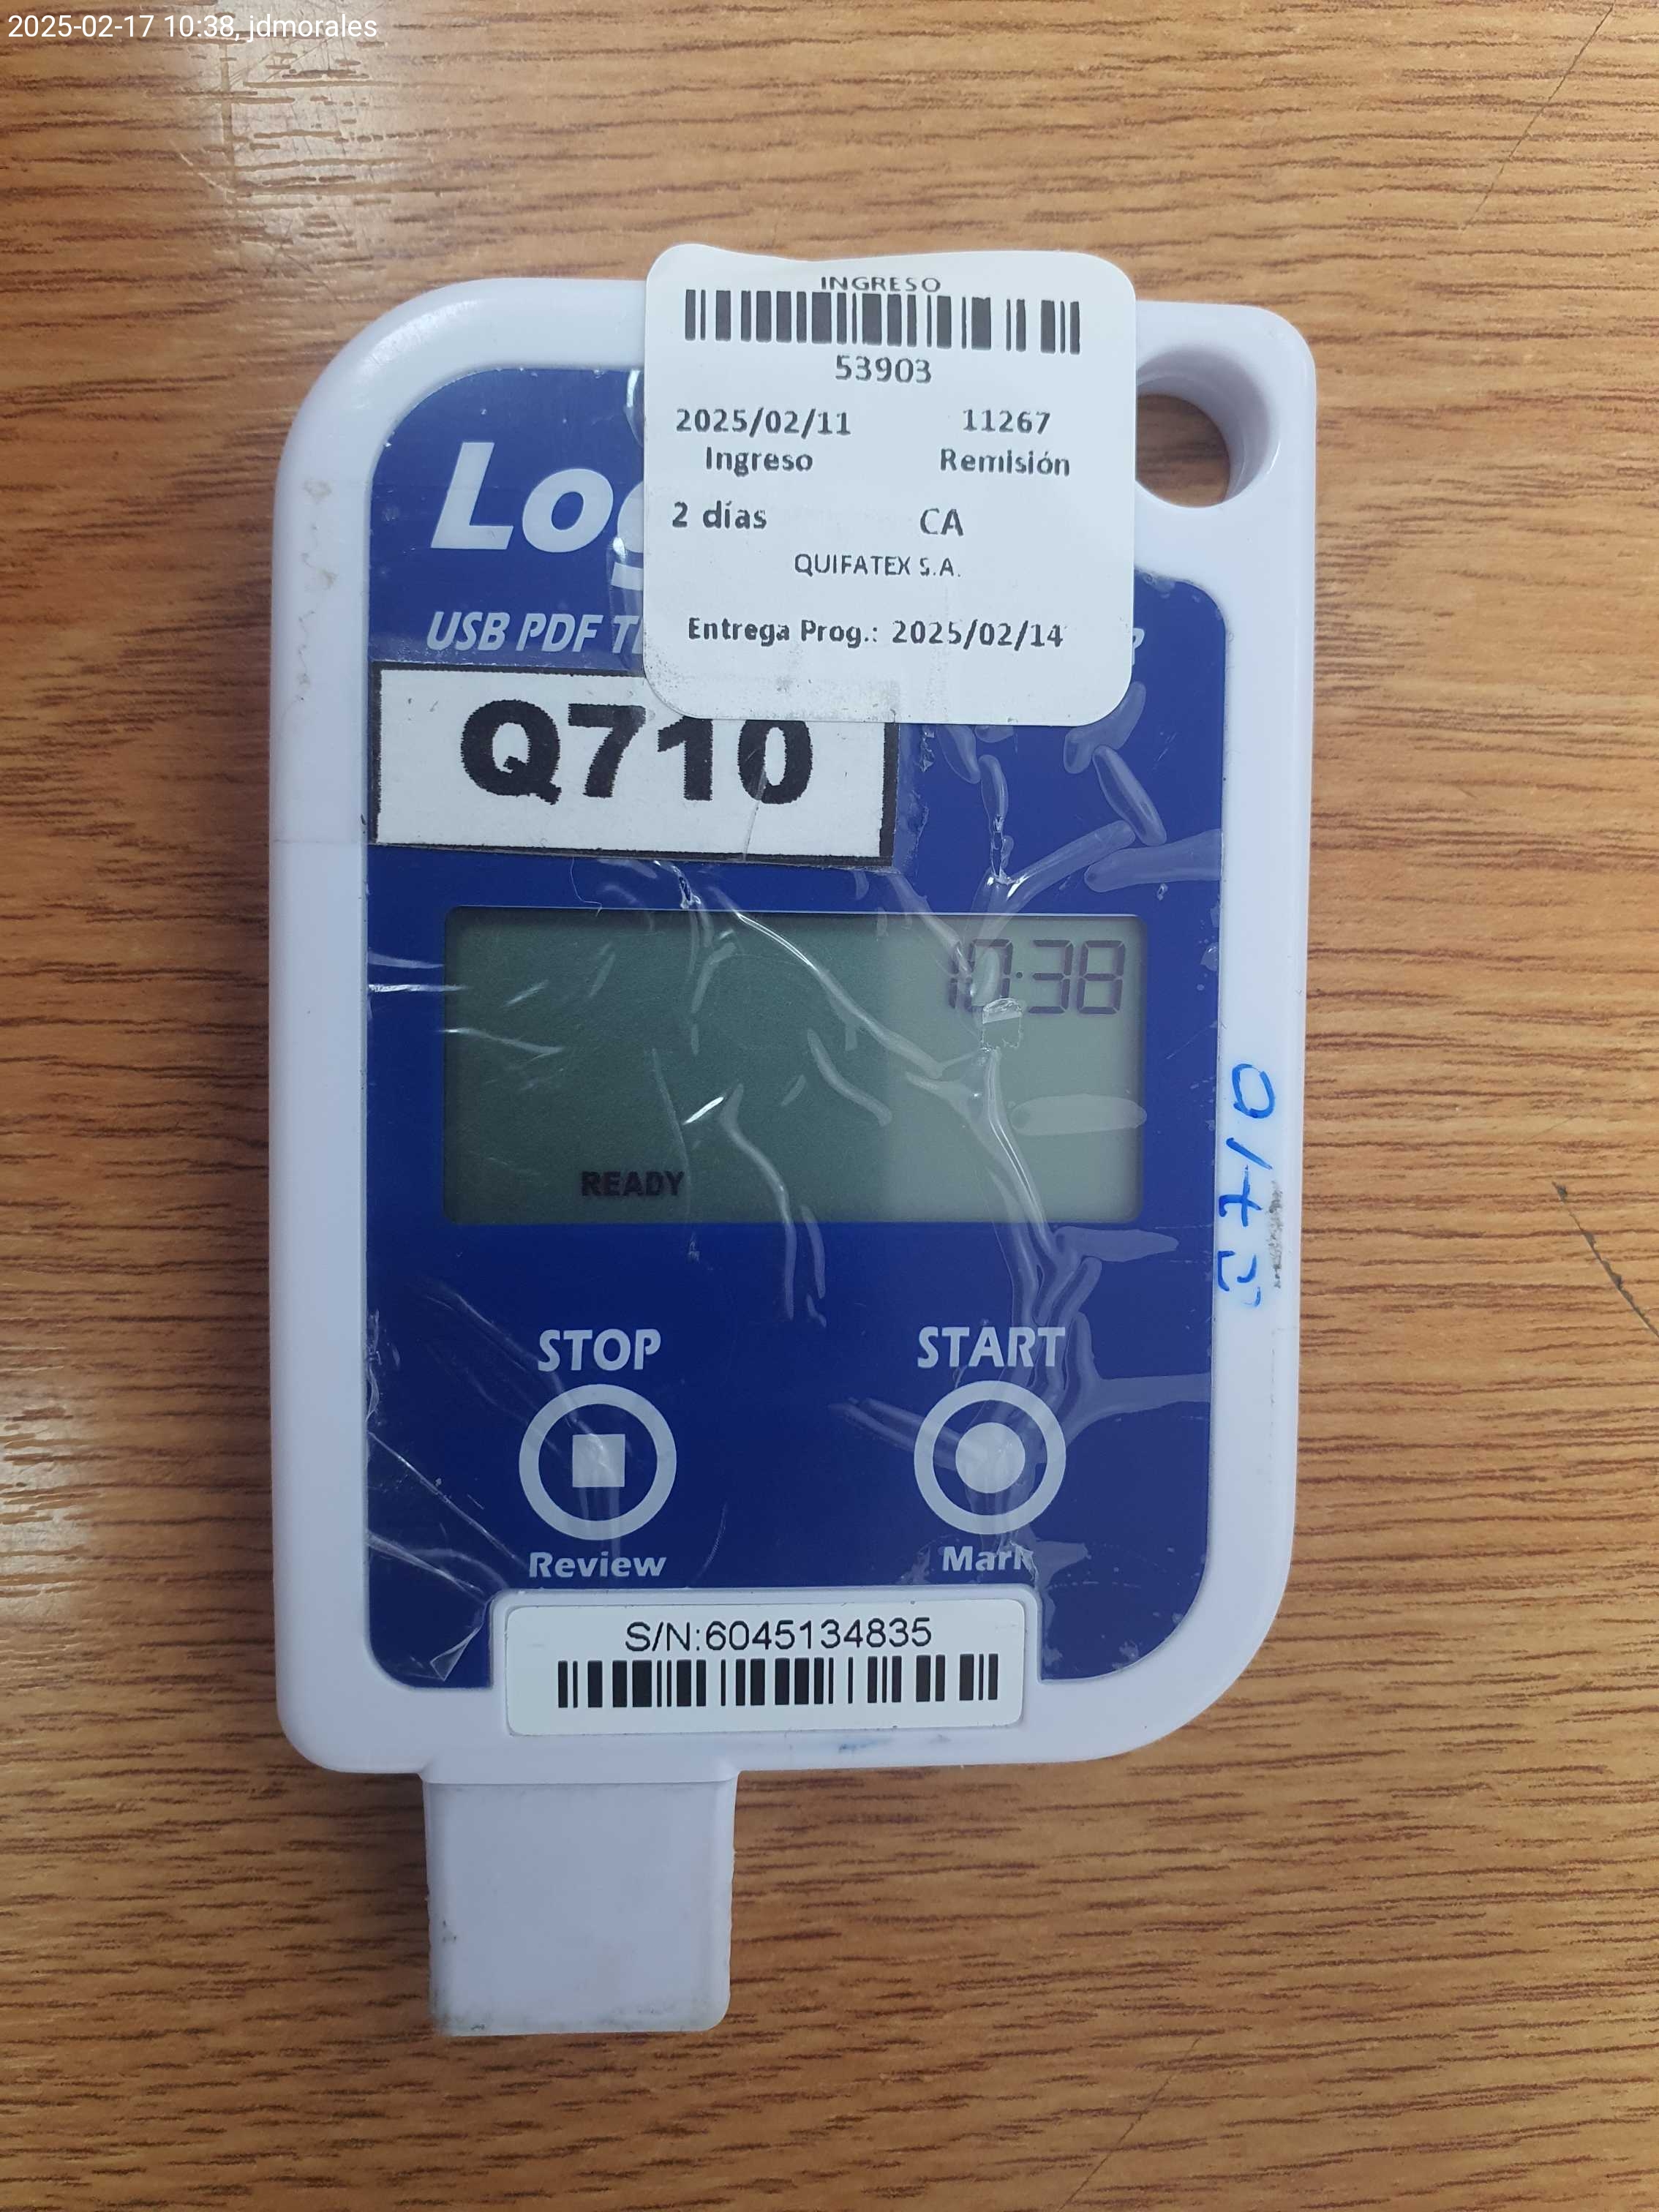 2025-02-17 10:38, jdmorales
INGRESO
53903
2025/02/11 11267
Ingreso Remisión
2 días CA
QUIFATEX S.A.
Entrega Prog.: 2025/02/14
USB PDF
Q710
10:38
READY
STOP START
Review Mark
S/N:6045134835